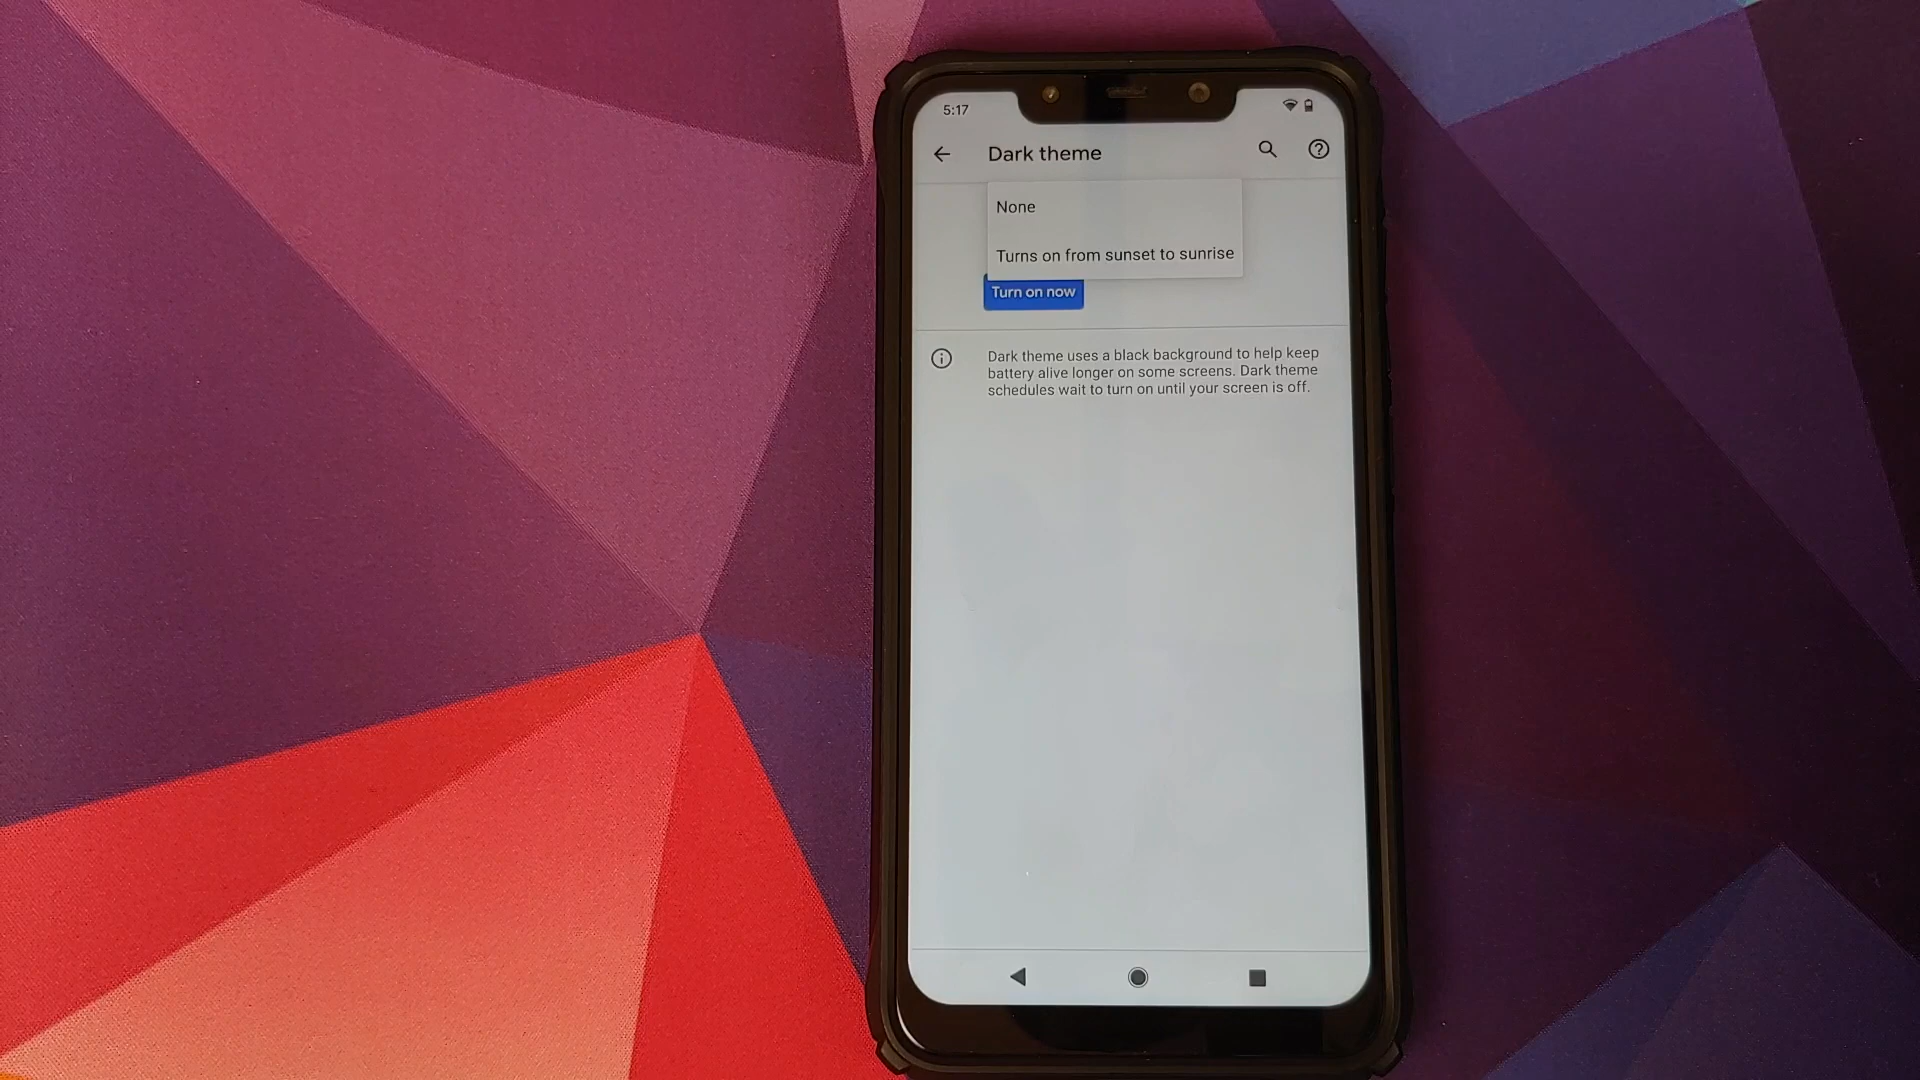 5:17
Dark theme
None
Turns on from sunset to sunrise
Turn on now
Dark theme uses a black background to help keep
battery alive longer on some screens. Dark theme
schedules wait to turn on until your screen is off.